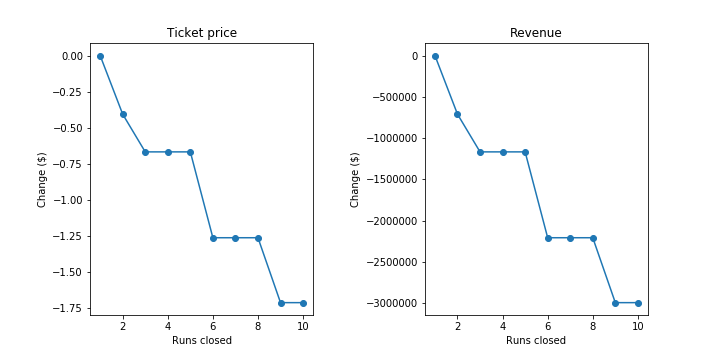 Ticket price
Change ($)
0.00
−0.25
−0.50
−0.75
−1.00
−1.25
−1.50
−1.75
2 4 6 8 10
Runs closed
Revenue
Change ($)
0
−500000
−1000000
−1500000
−2000000
−2500000
−3000000
2 4 6 8 10
Runs closed